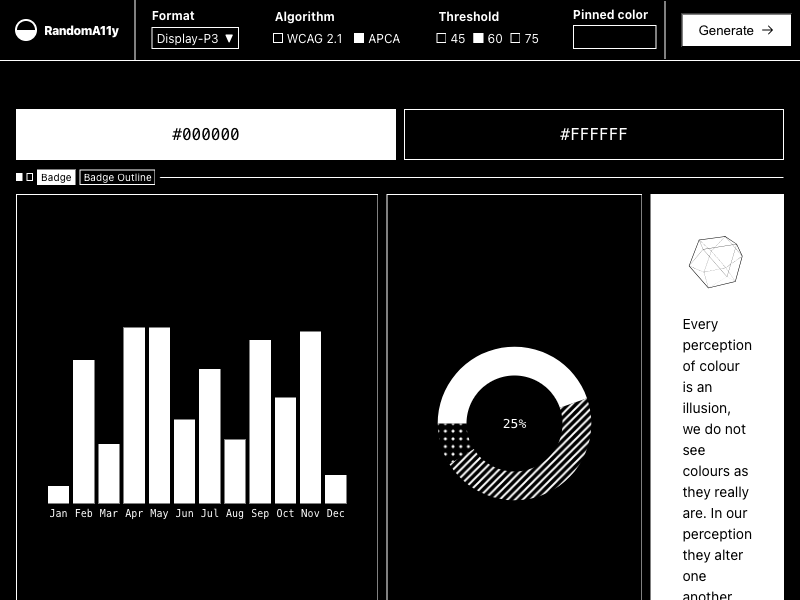 RandomA11y
Format
Display-P3 ▼
Algorithm
WCAG 2.1 APCA
Threshold
45 60 75
Pinned color
Generate →
#000000
#FFFFFF
Badge Badge Outline
Jan Feb Mar Apr May Jun Jul Aug Sep Oct Nov Dec
25%
Every
perception
of colour
is an
illusion,
we do not
see
colours as
they really
are. In our
perception
they alter
one
another.